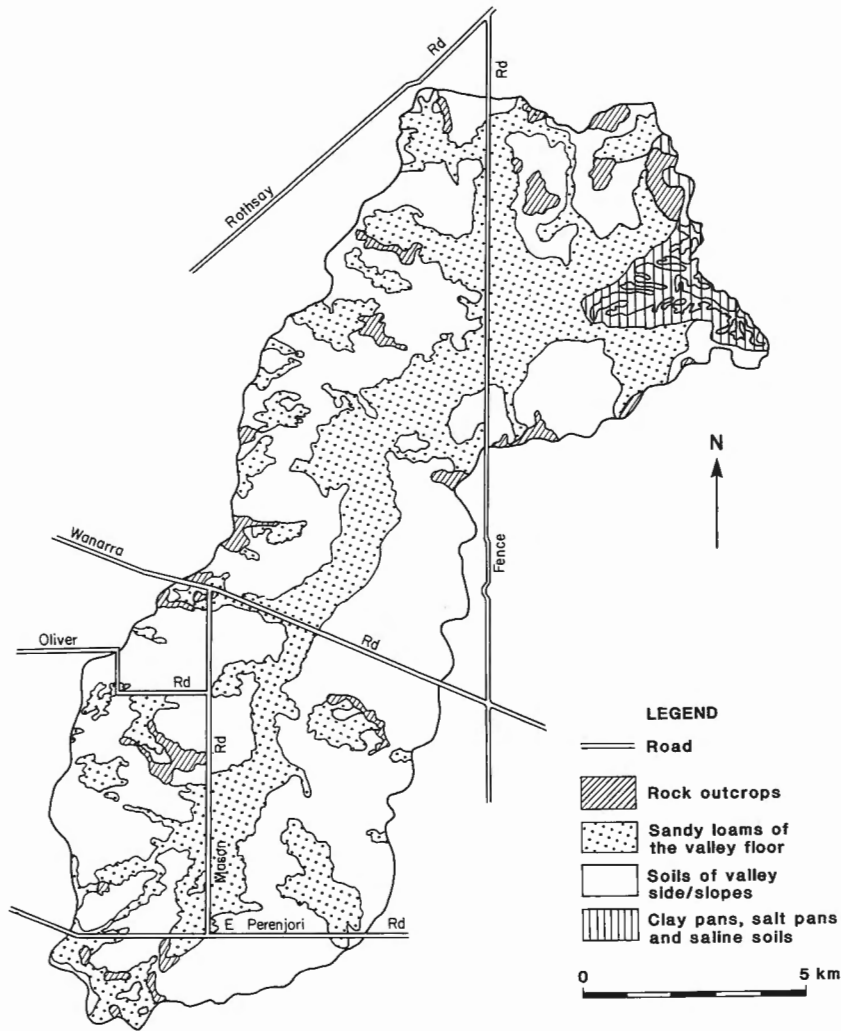 Rd
Rd
Rothsay
N
Wanarra
Fence
Oliver
Rd
Rd
Rd
Mason
E Perenjori Rd
LEGEND
Road
Rock outcrops
Sandy loams of
the valley floor
Soils of valley
side/slopes
Clay pans, salt pans
and saline soils
0 5 km